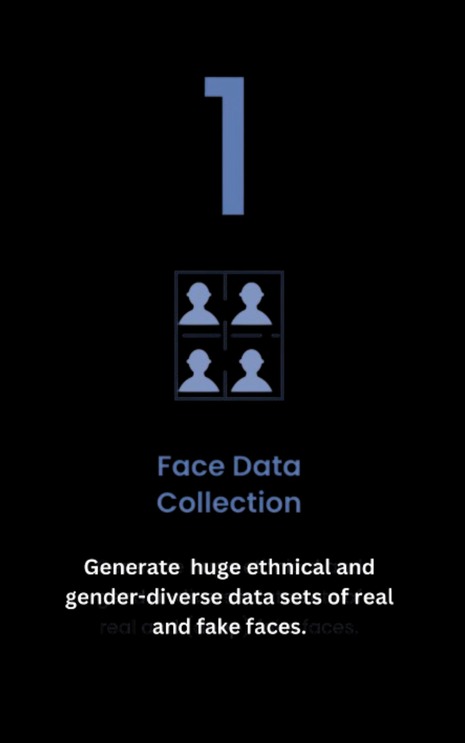 1
Face Data
Collection
Generate huge ethnical and
gender-diverse data sets of real
and fake faces.